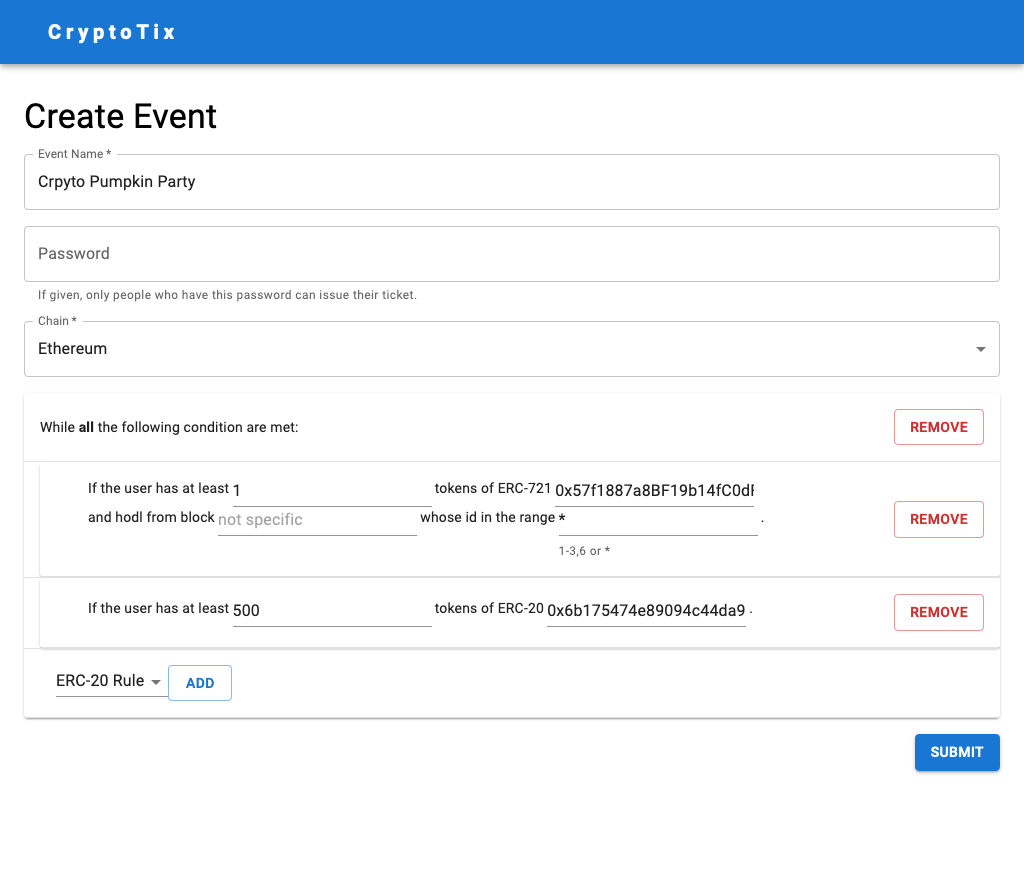 CryptoTix
Create Event
Event Name *
Crpyto Pumpkin Party
Password
If given, only people who have this password can issue their ticket.
Chain *
Ethereum
While all the following condition are met:
REMOVE
If the user has at least 1 tokens of ERC-721 0x57f1887a8BF19b14fC0dF
and hodl from block not specific whose id in the range * .
REMOVE
1-3,6 or *
If the user has at least 500 tokens of ERC-20 0x6b175474e89094c44da9 .
REMOVE
ERC-20 Rule
ADD
SUBMIT